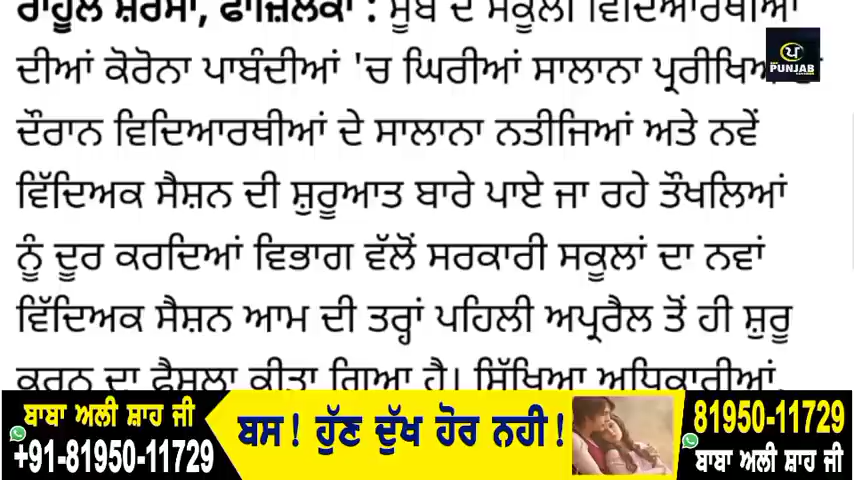 ਰਾਹੂਲ ਸ਼ਰਮਾ, ਫਾਜ਼ਿਲਕਾ : ਸੂਬੇ ਦੇ ਸਕੂਲੀ ਵਿਦਿਆਰਥੀਆਂ
ਦੀਆਂ ਕੋਰੋਨਾ ਪਾਬੰਦੀਆਂ 'ਚ ਘਿਰੀਆਂ ਸਾਲਾਨਾ
PUNJAB
ਦੌਰਾਨ ਵਿਦਿਆਰਥੀਆਂ ਦੇ ਸਾਲਾਨਾ ਨਤੀਜਿਆਂ ਅਤੇ ਨਵੇਂ
ਵਿੱਦਿਅਕ ਸੈਸ਼ਨ ਦੀ ਸ਼ੁਰੂਆਤ ਬਾਰੇ ਪਾਏ ਜਾ ਰਹੇ ਤੌਖਲਿਆਂ
ਨੂੰ ਦੂਰ ਕਰਦਿਆਂ ਵਿਭਾਗ ਵੱਲੋਂ ਸਰਕਾਰੀ ਸਕੂਲਾਂ ਦਾ ਨਵਾਂ
ਵਿੱਦਿਅਕ ਸੈਸ਼ਨ ਆਮ ਦੀ ਤਰ੍ਹਾਂ ਪਹਿਲੀ ਅਪ੍ਰਰੈਲ ਤੋਂ ਹੀ ਸ਼ੁਰੂ
ਕਰਨ ਦਾ ਫੈਸਲਾ ਕੀਤਾ ਗਿਆ ਹੈ। ਸਿੱਖਿਆ ਅਧਿਕਾਰੀਆਂ
ਬਾਬਾ ਅਲੀ ਸ਼ਾਹ ਜੀ
+91-81950-11729
ਬਸ! ਹੁੱਣ ਦੁੱਖ ਹੋਰ ਨਹੀ!
81950-11729
ਬਾਬਾ ਅਲੀ ਸ਼ਾਹ ਜੀ